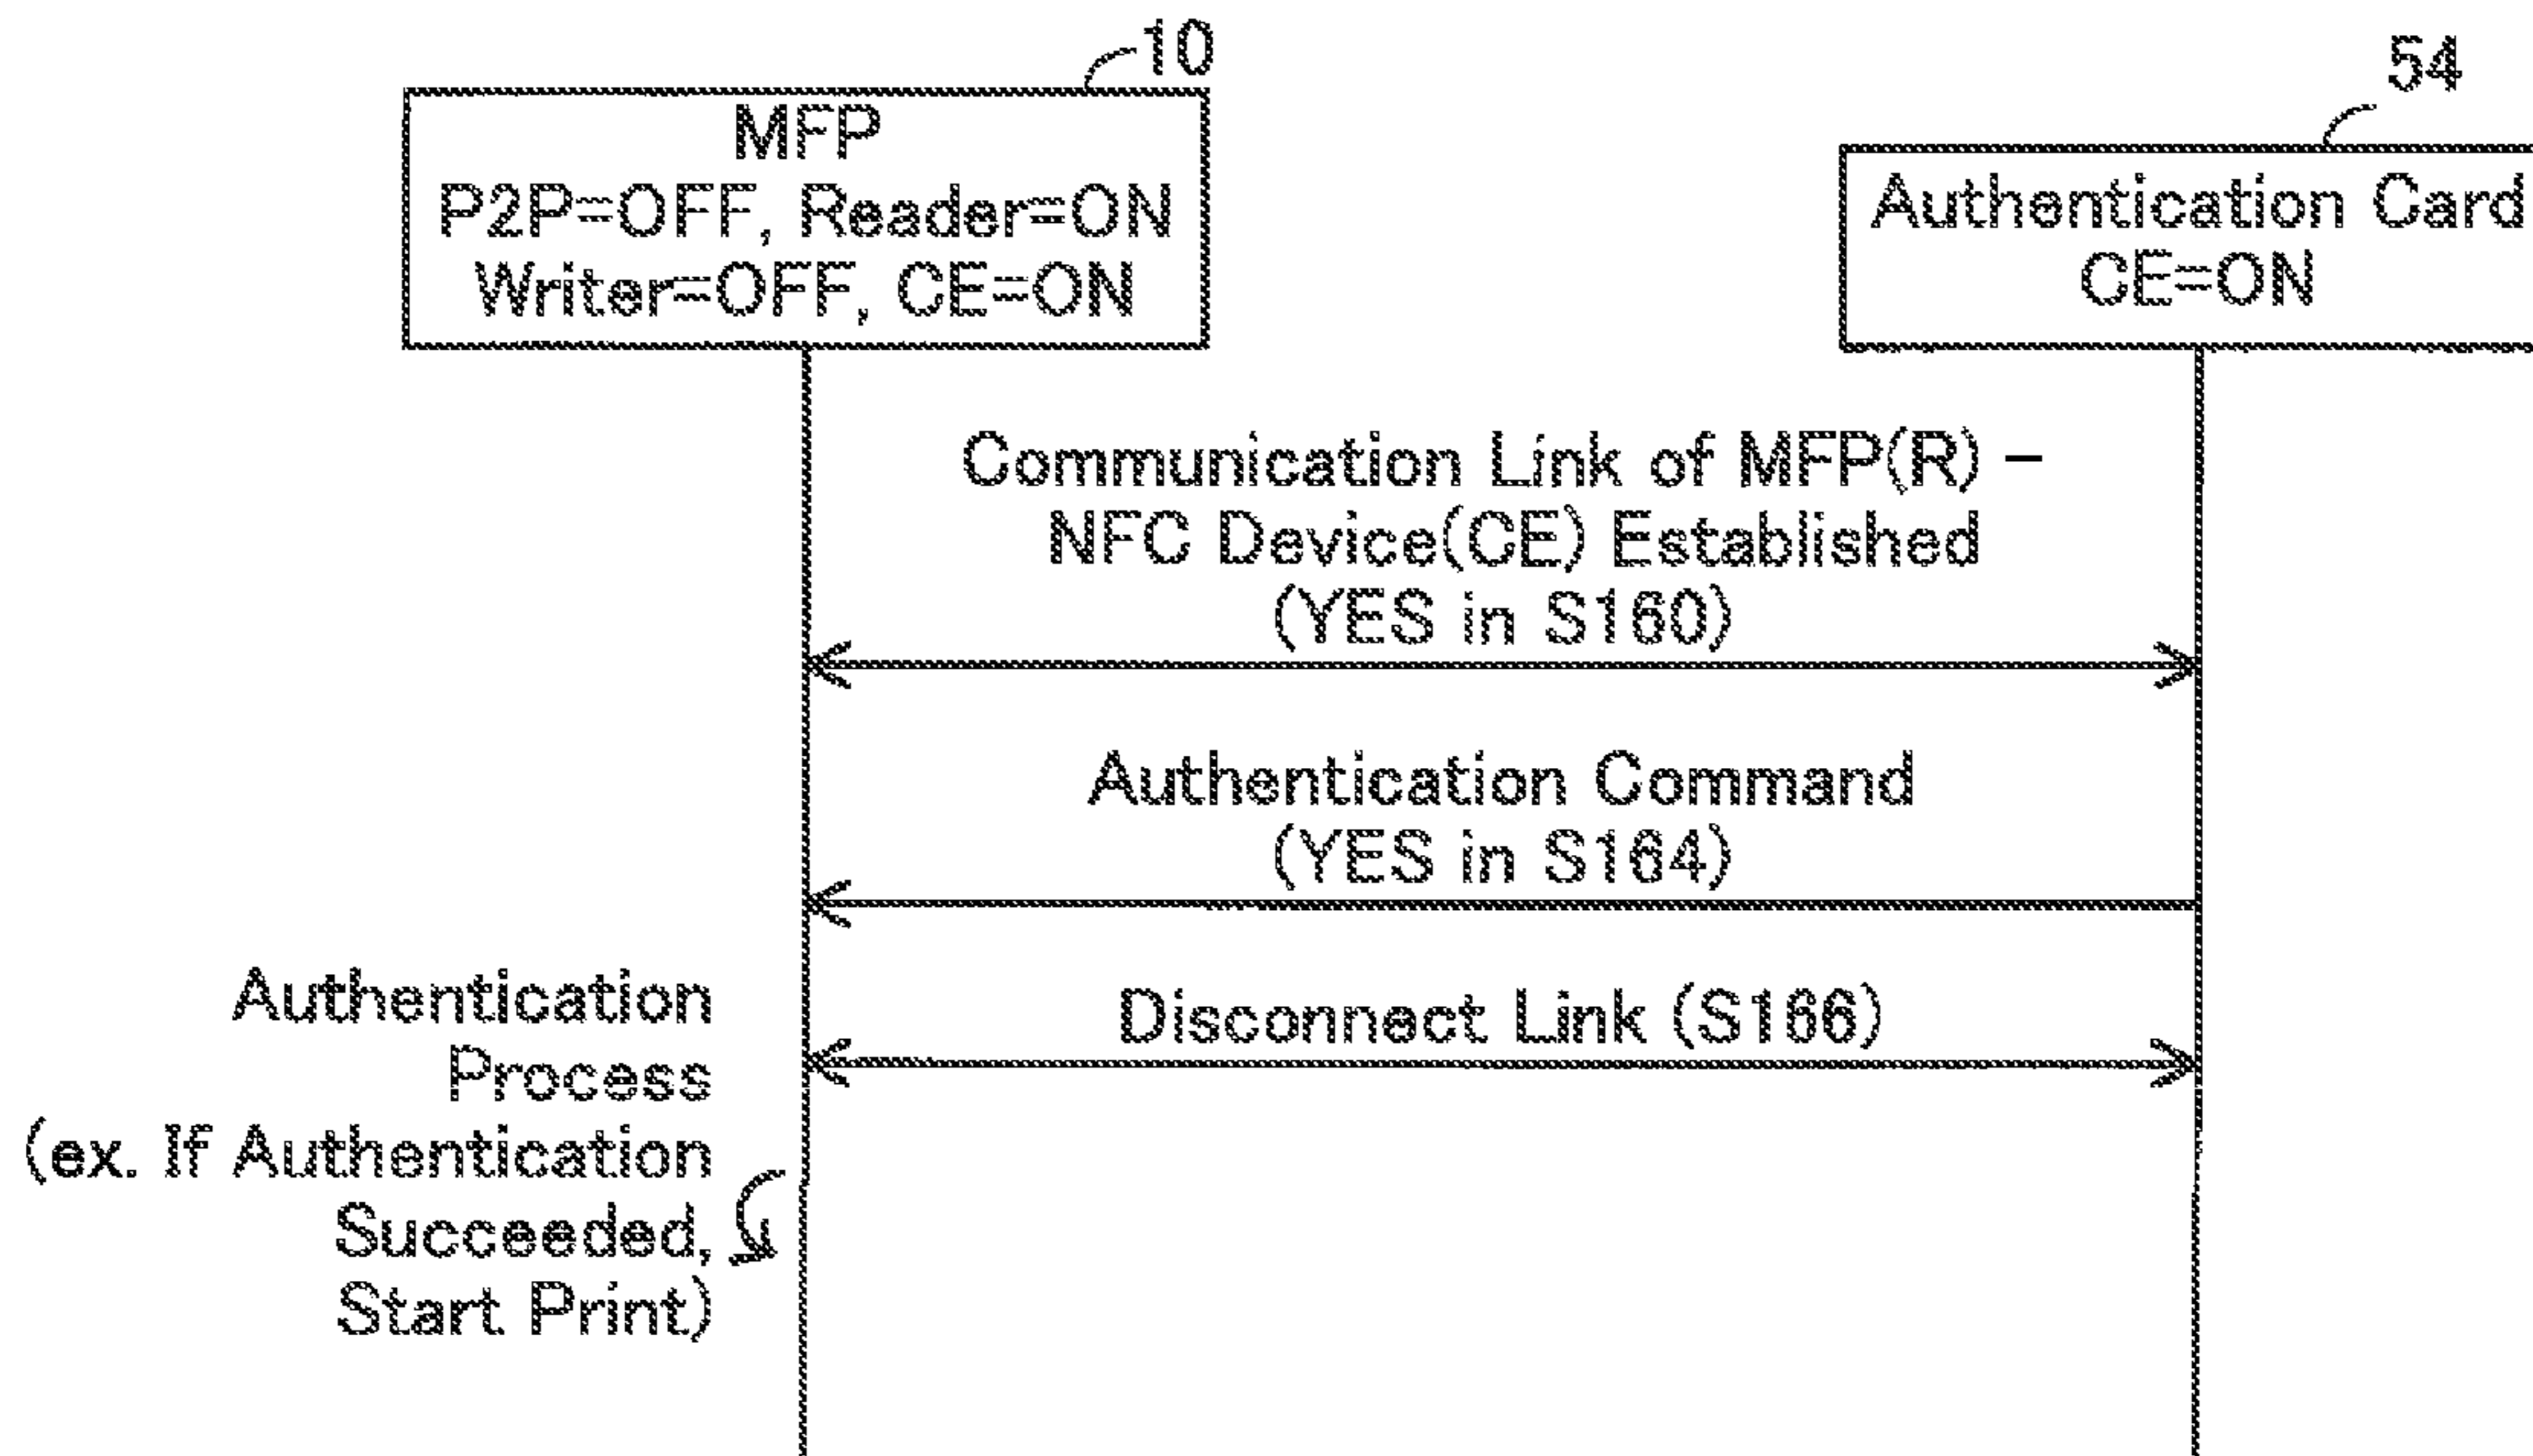 10
MFP
P2P=OFF, Reader=ON
Writer=OFF, CE=ON
54
Authentication Card
CE=ON
Communication Link of MFP(R) –
NFC Device(CE) Established
(YES in S160)
Authentication Command
(YES in S164)
Disconnect Link (S166)
Authentication
Process
(ex. If Authentication
Succeeded,
Start Print)